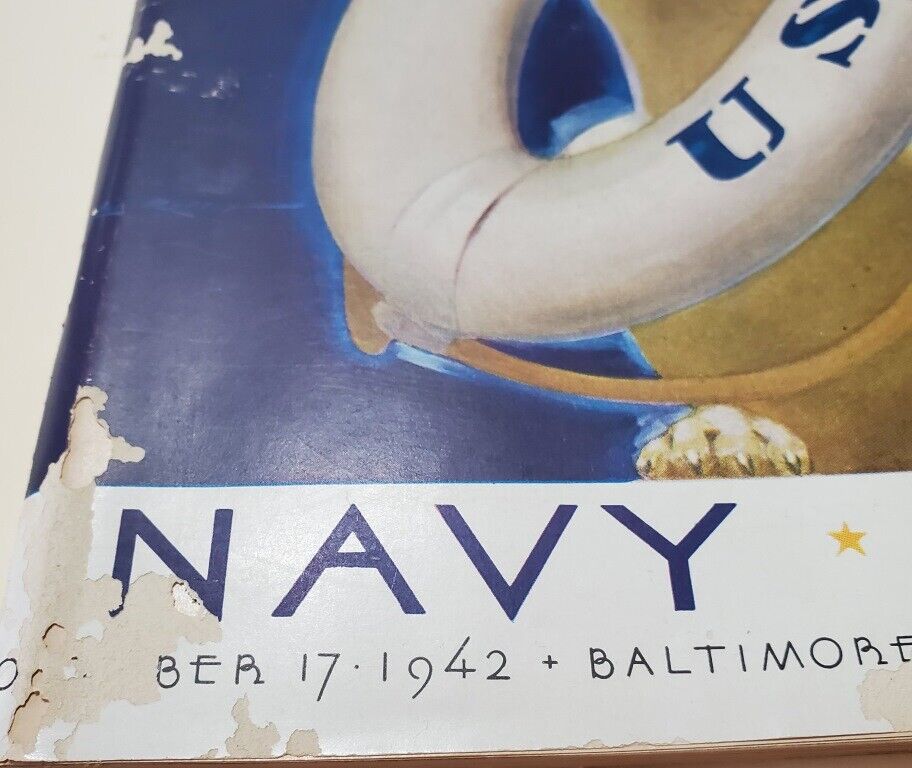 US
NAVY ★
BER 17 · 1942 + BALTIMORE